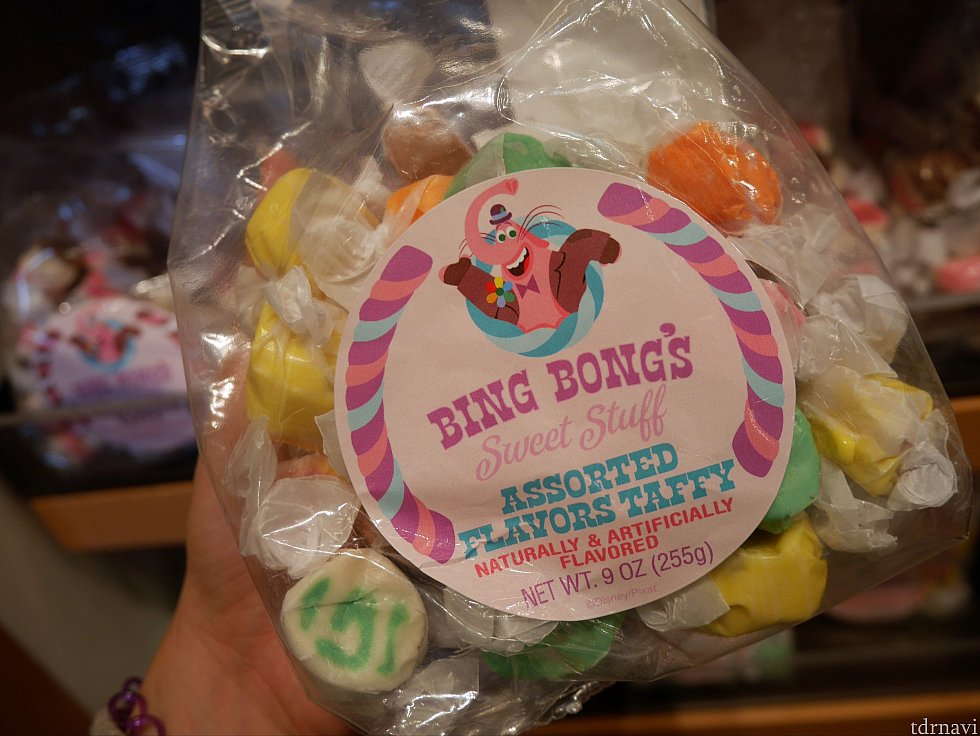 BING BONG'S
Sweet Stuff
ASSORTED
FLAVORS TAFFY
NATURALLY & ARTIFICIALLY
FLAVORED
NET WT. 9 OZ (255g)
©Disney/Pixar
tdrnavi